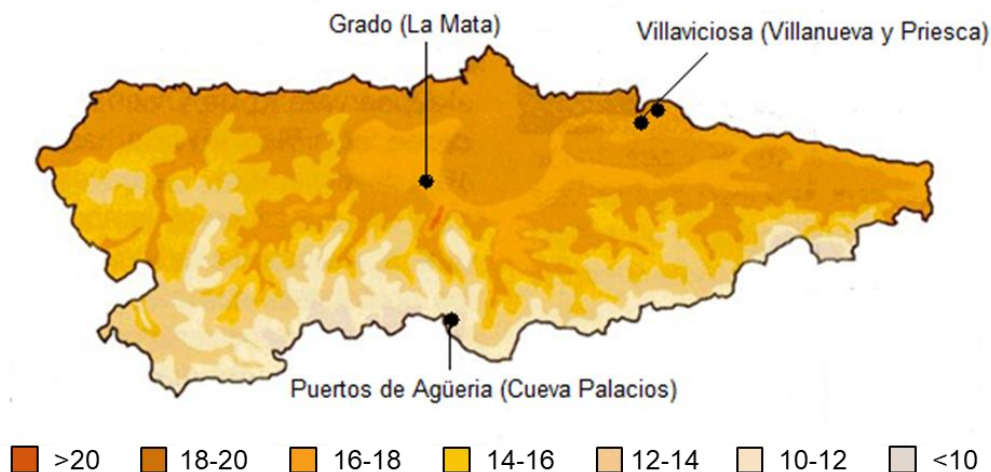 Grado (La Mata)
Villaviciosa (Villanueva y Priesca)
Puertos de Agüeria (Cueva Palacios)
>20 18-20 16-18 14-16 12-14 10-12 <10